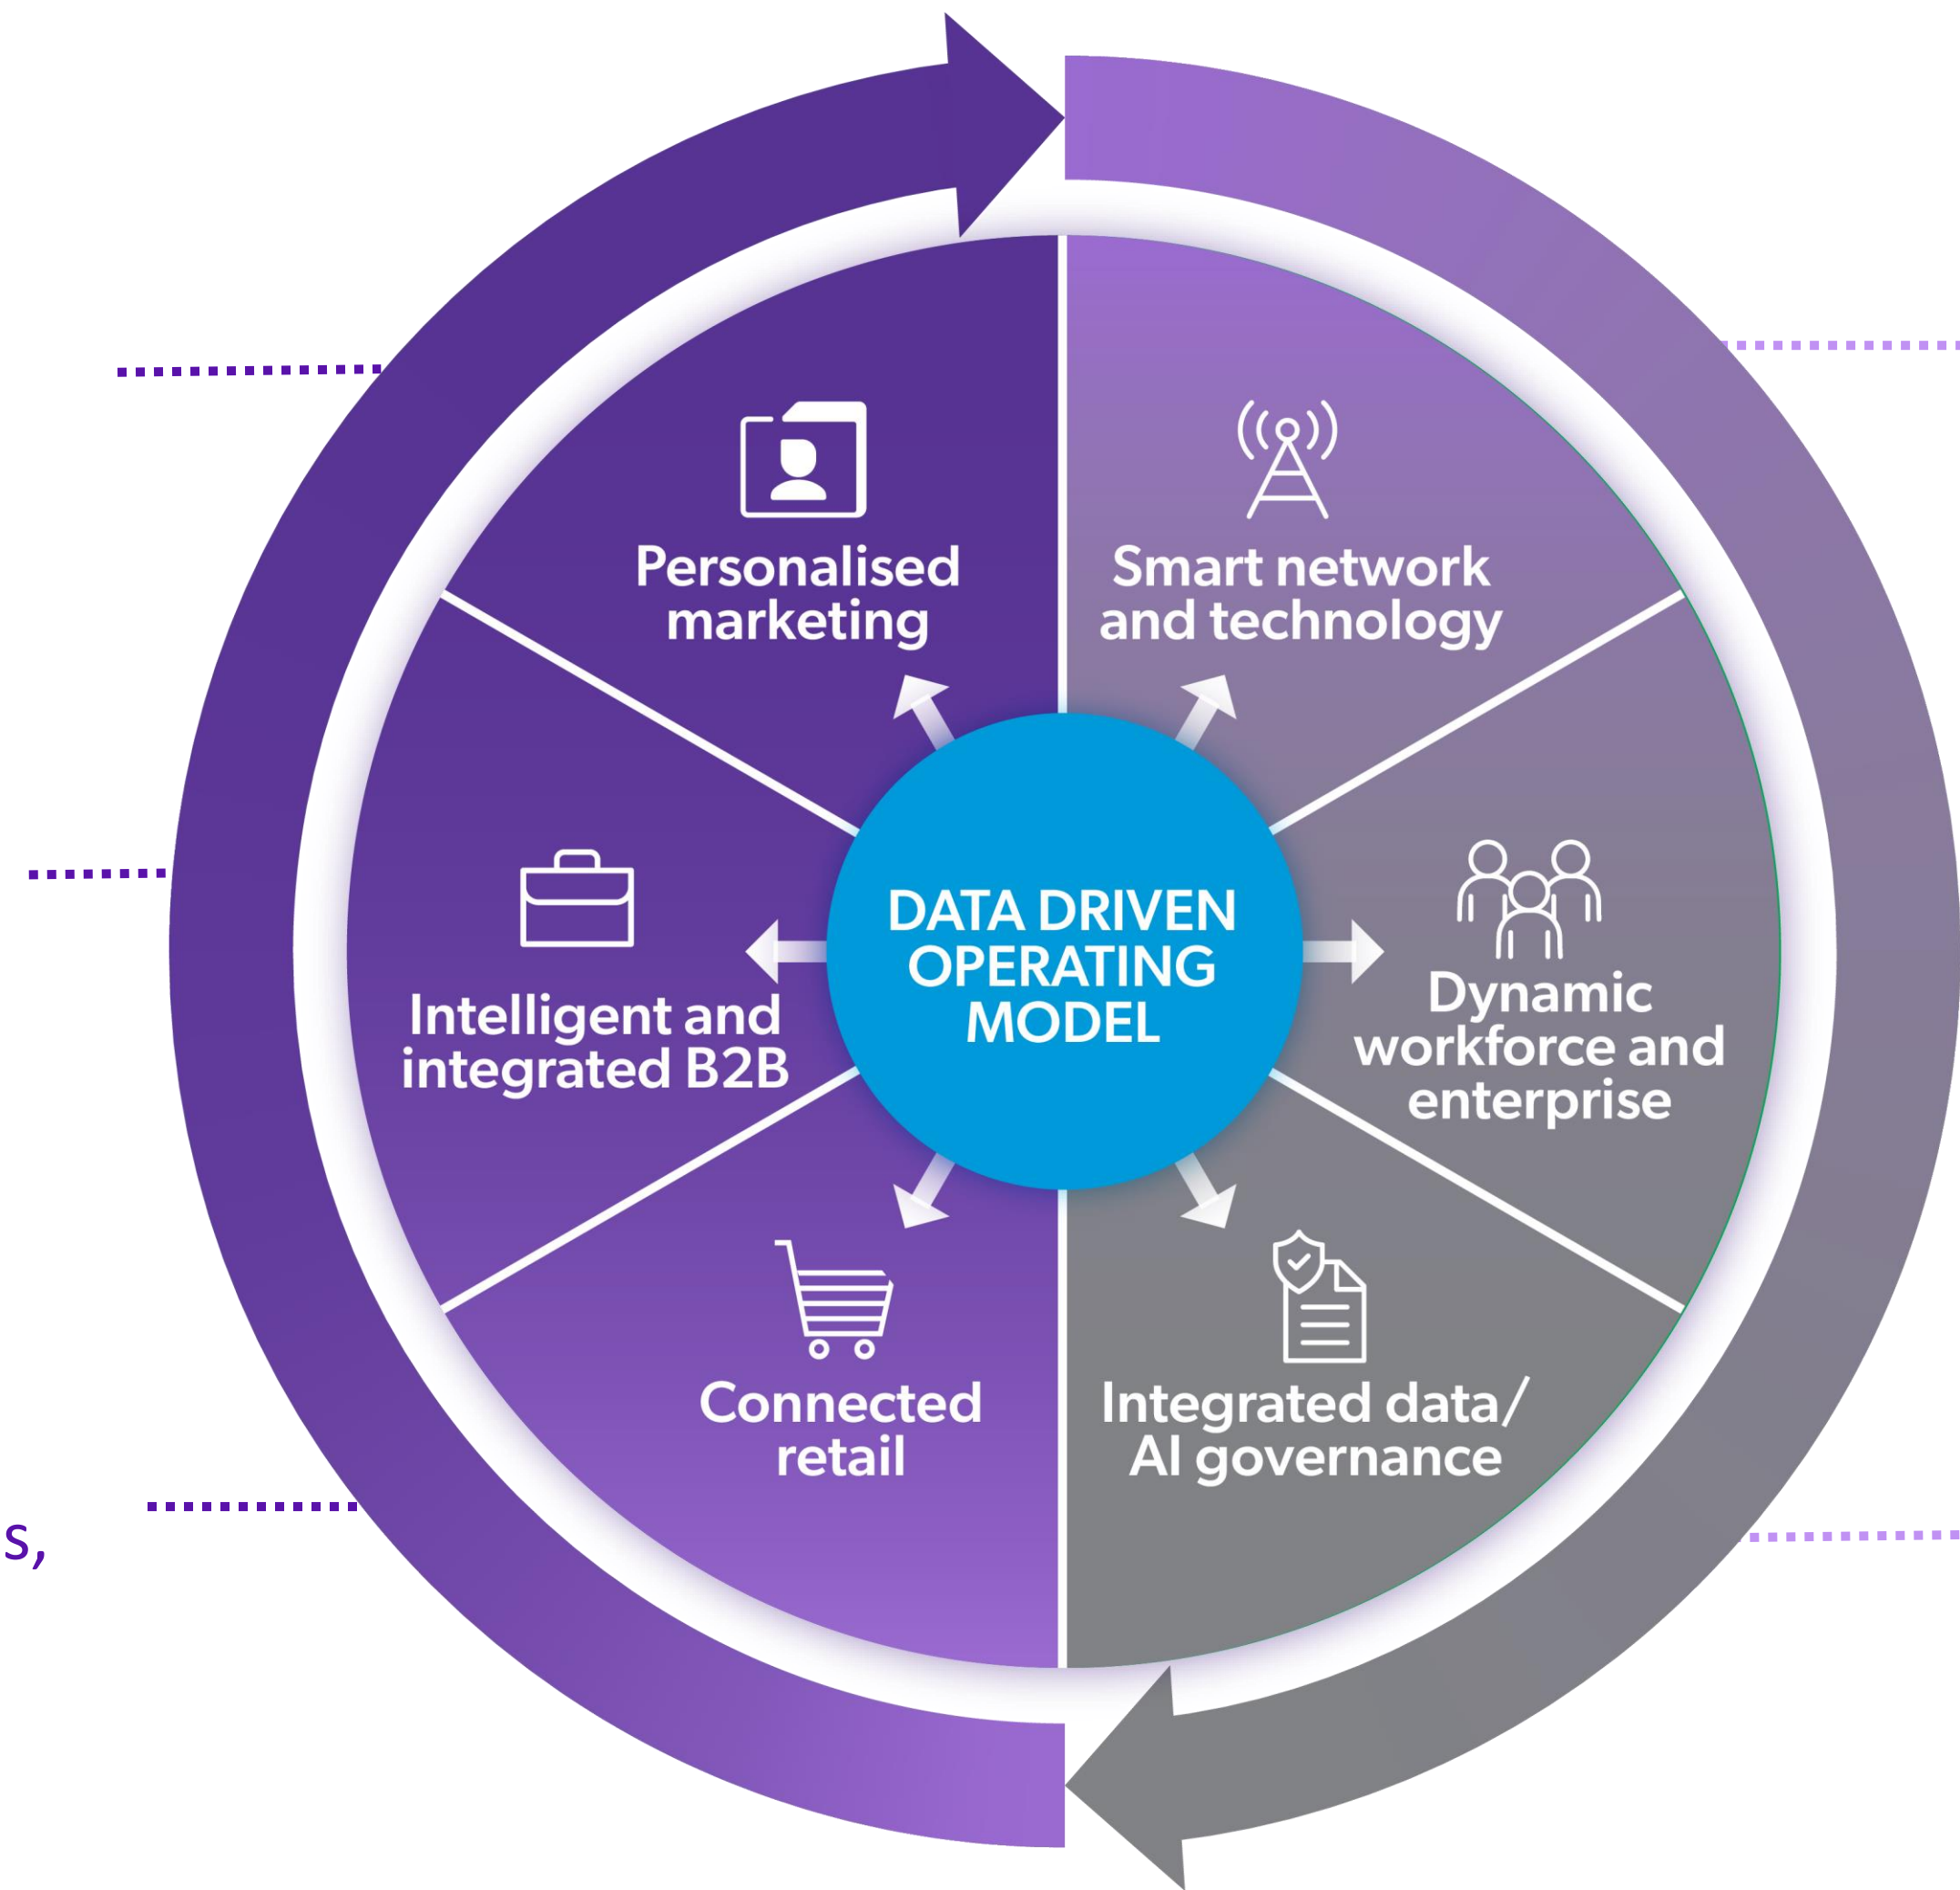 Personalised
marketing
Smart network
and technology
Intelligent and
integrated B2B
DATA DRIVEN
OPERATING
MODEL
Dynamic
workforce and
enterprise
Connected
retail
Integrated data/
AI governance
s,